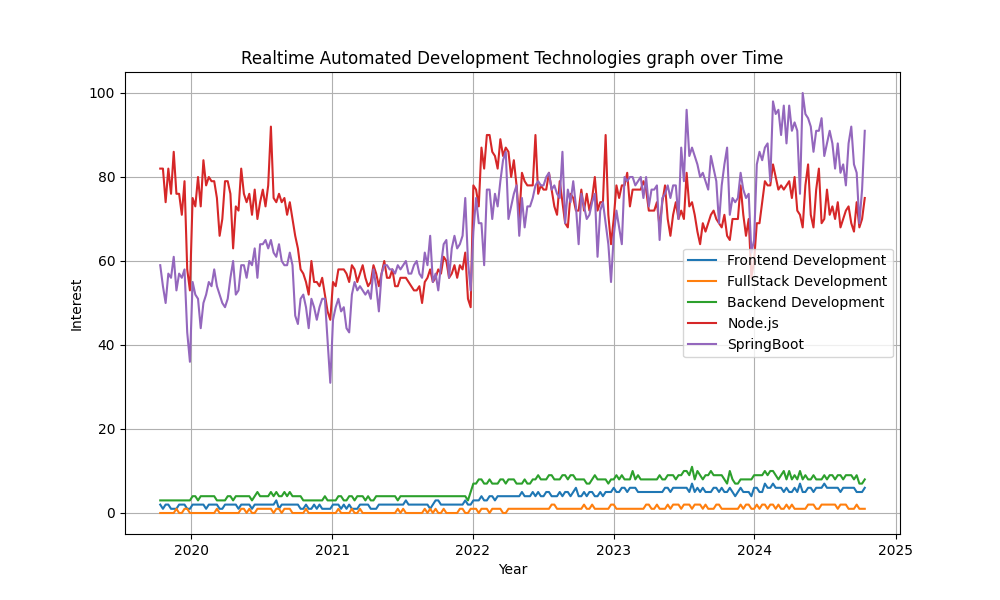 Realtime Automated Development Technologies graph over Time
100
80
60
40
20
0
Interest
Frontend Development
FullStack Development
Backend Development
Node.js
SpringBoot
2020 2021 2022 2023 2024 2025
Year